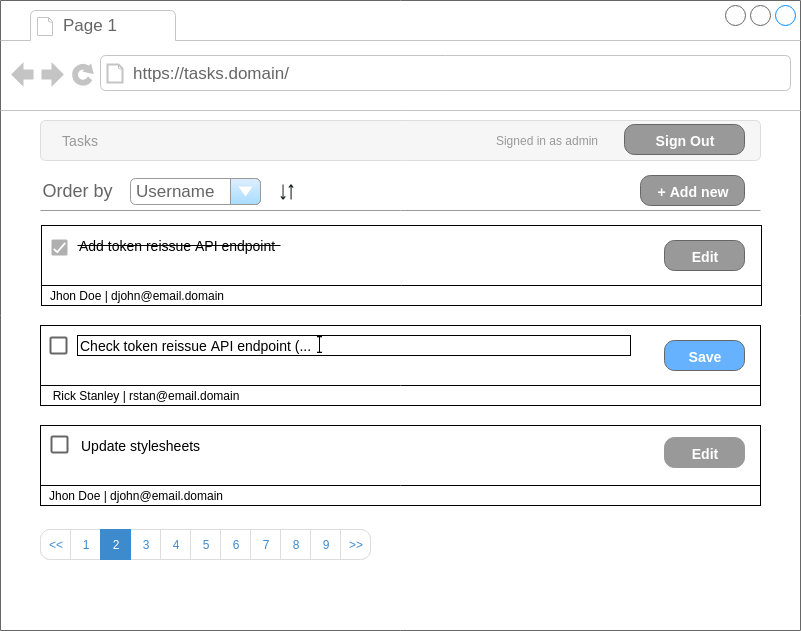 Page 1
https://tasks.domain/
Tasks
Signed in as admin
Sign Out
Order by
Username
+ Add new
Add token reissue API endpoint
Edit
Jhon Doe | djohn@email.domain
Check token reissue API endpoint (...
Save
Rick Stanley | rstan@email.domain
Update stylesheets
Edit
Jhon Doe | djohn@email.domain
<< 1 2 3 4 5 6 7 8 9 >>